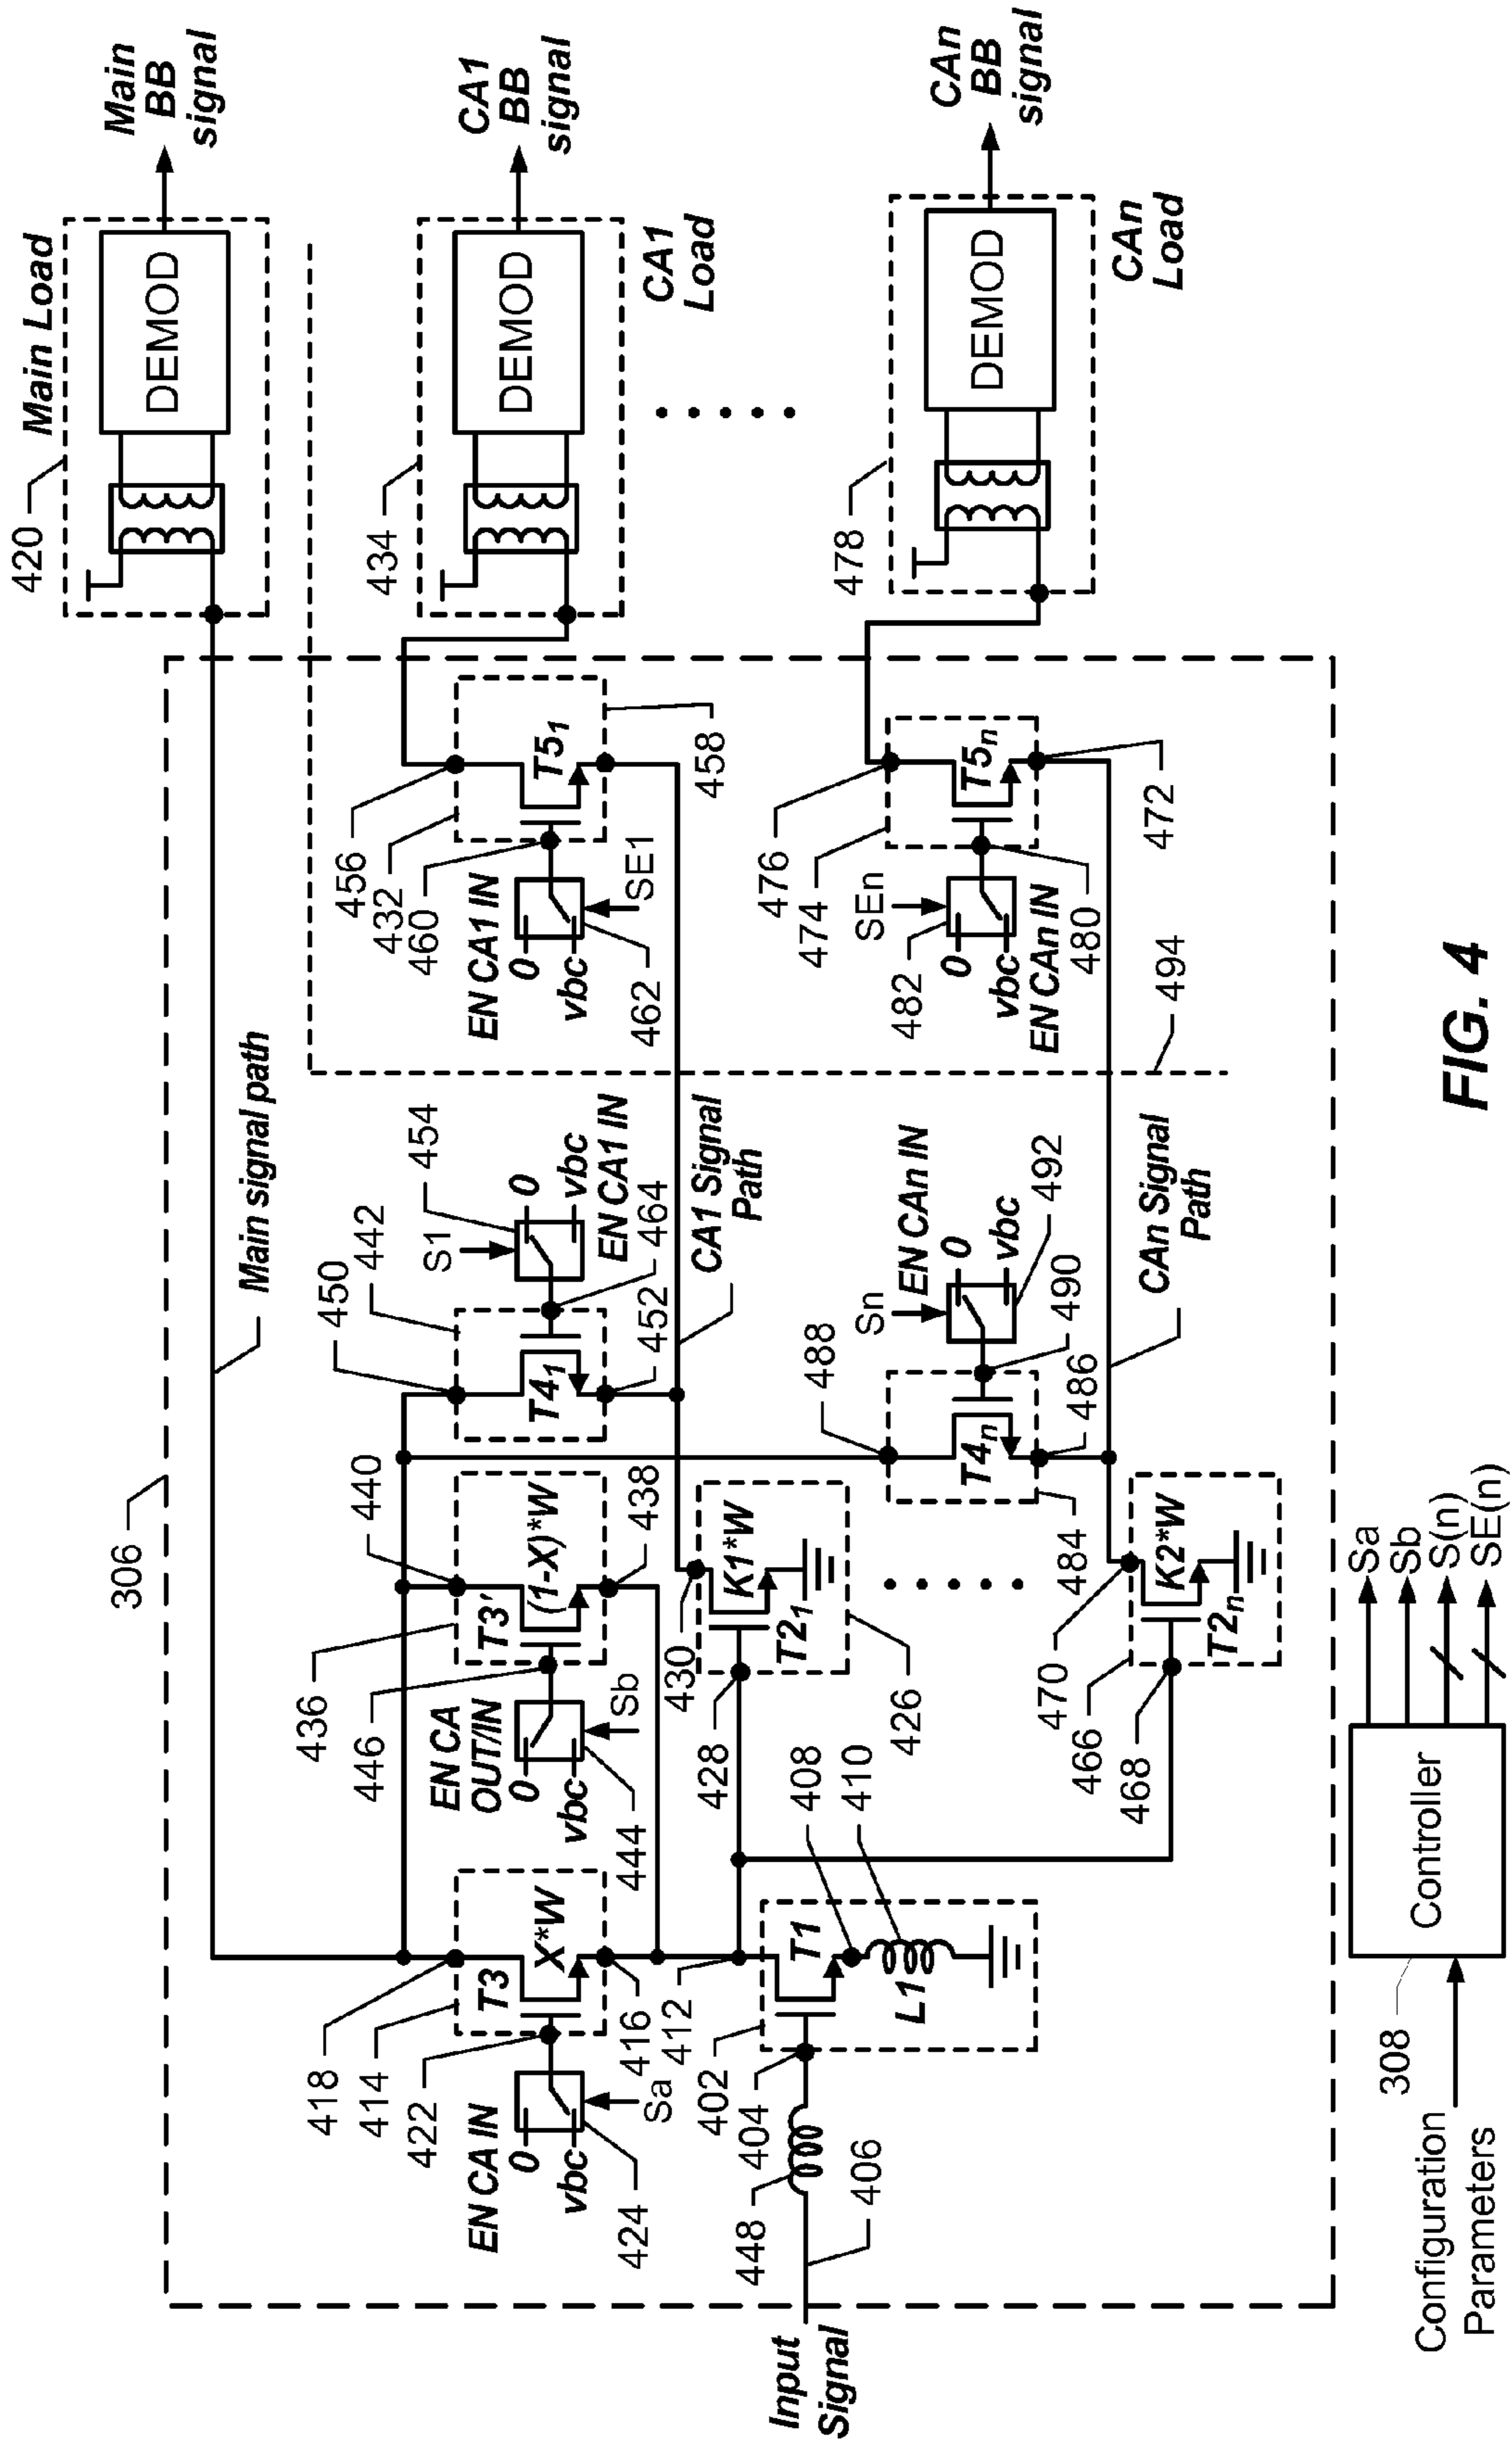 306
Main signal path
420
Main Load
DEMOD
Main
BB
signal
418
414
422
EN CA IN
0
vbc
424
Sa
T3
X*W
416
412
436
446
EN CA
OUT/IN
0
vbc
444
Sb
T3'
(1-X)*W
440
438
450
442
S1
454
0
vbc
EN CA1 IN
464
452
T4₁
CA1 Signal
Path
456
432
460
EN CA1 IN
0
vbc
462
SE1
T5₁
458
434
DEMOD
CA1
Load
CA1
BB
signal
Input
Signal
448
406
404
402
T1
L1
408
410
428
430
K1*W
T2₁
426
488
Sn
EN CAn IN
0
vbc
492
490
486
T4n
484
CAn Signal
Path
470
466
468
K2*W
T2n
476
474
SEn
482
0
vbc
EN CAn IN
480
T5n
472
494
478
DEMOD
CAn
Load
CAn
BB
signal
Configuration
Parameters
308
Controller
Sa
Sb
S(n)
SE(n)
FIG. 4